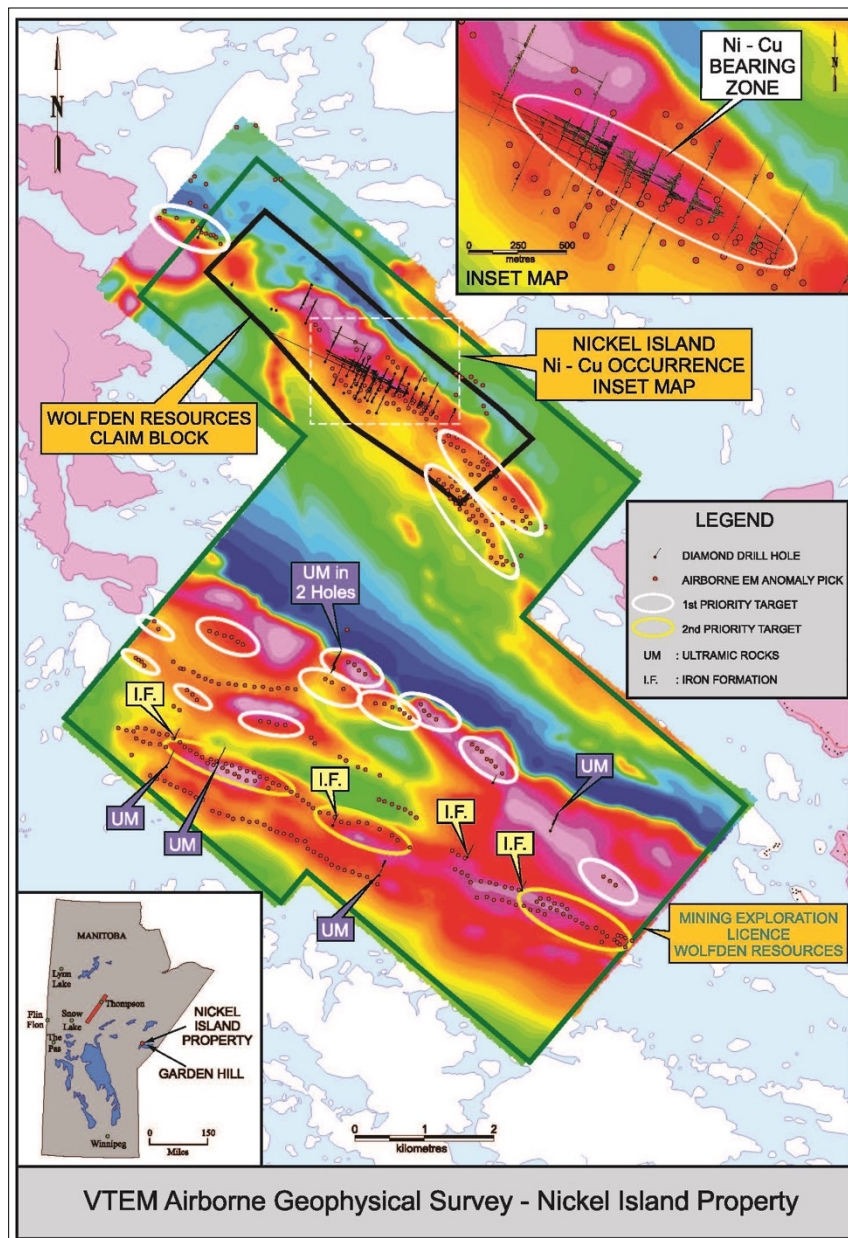 N
Ni - Cu
BEARING
ZONE
N
0 250 500
metres
INSET MAP
NICKEL ISLAND
Ni - Cu OCCURRENCE
INSET MAP
WOLFDEN RESOURCES
CLAIM BLOCK
LEGEND
DIAMOND DRILL HOLE
AIRBORNE EM ANOMALY PICK
1st PRIORITY TARGET
2nd PRIORITY TARGET
UM : ULTRAMIC ROCKS
I.F. : IRON FORMATION
UM in
2 Holes
I.F.
UM
UM
I.F.
I.F.
I.F.
UM
UM
MINING EXPLORATION
LICENCE
WOLFDEN RESOURCES
MANITOBA
Lynn
Lake
Thompson
Flin
Flon
Snow
Lake
The
Pas
NICKEL
ISLAND
PROPERTY
GARDEN HILL
Winnipeg
0 150
Miles
0 1 2
kilometres
VTEM Airborne Geophysical Survey - Nickel Island Property